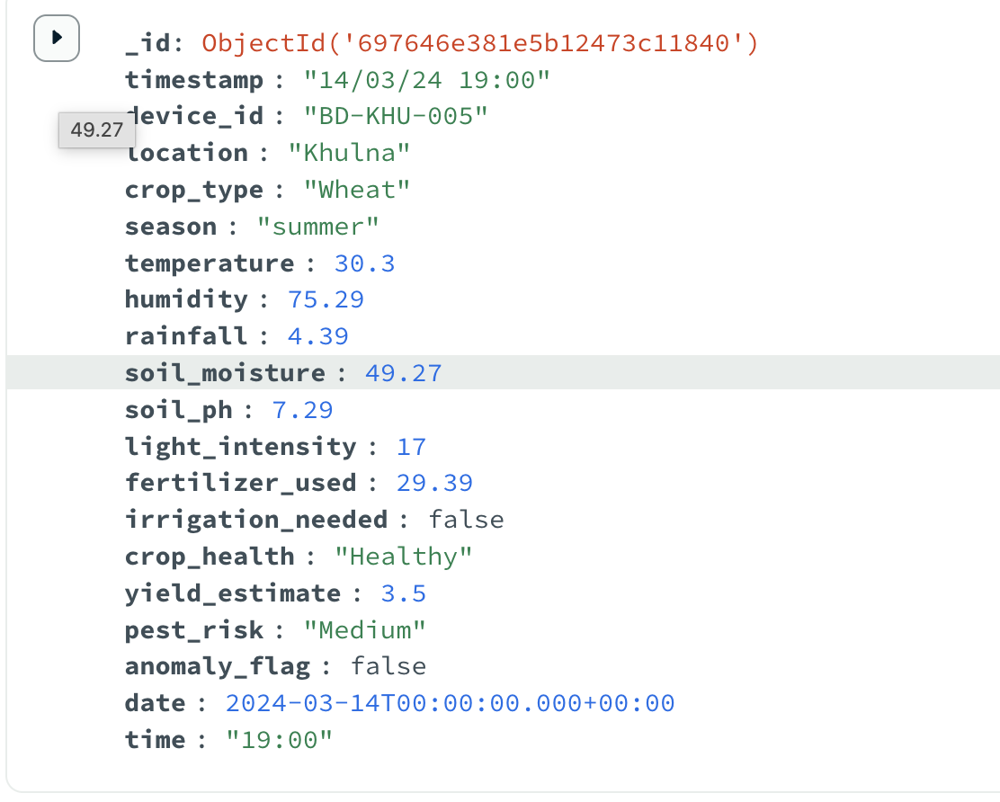 _id: ObjectId('697646e381e5b12473c11840')
timestamp : "14/03/24 19:00"
device_id : "BD-KHU-005"
49.27
location : "Khulna"
crop_type : "Wheat"
season : "summer"
temperature : 30.3
humidity : 75.29
rainfall : 4.39
soil_moisture : 49.27
soil_ph : 7.29
light_intensity : 17
fertilizer_used : 29.39
irrigation_needed : false
crop_health : "Healthy"
yield_estimate : 3.5
pest_risk : "Medium"
anomaly_flag : false
date : 2024-03-14T00:00:00.000+00:00
time : "19:00"